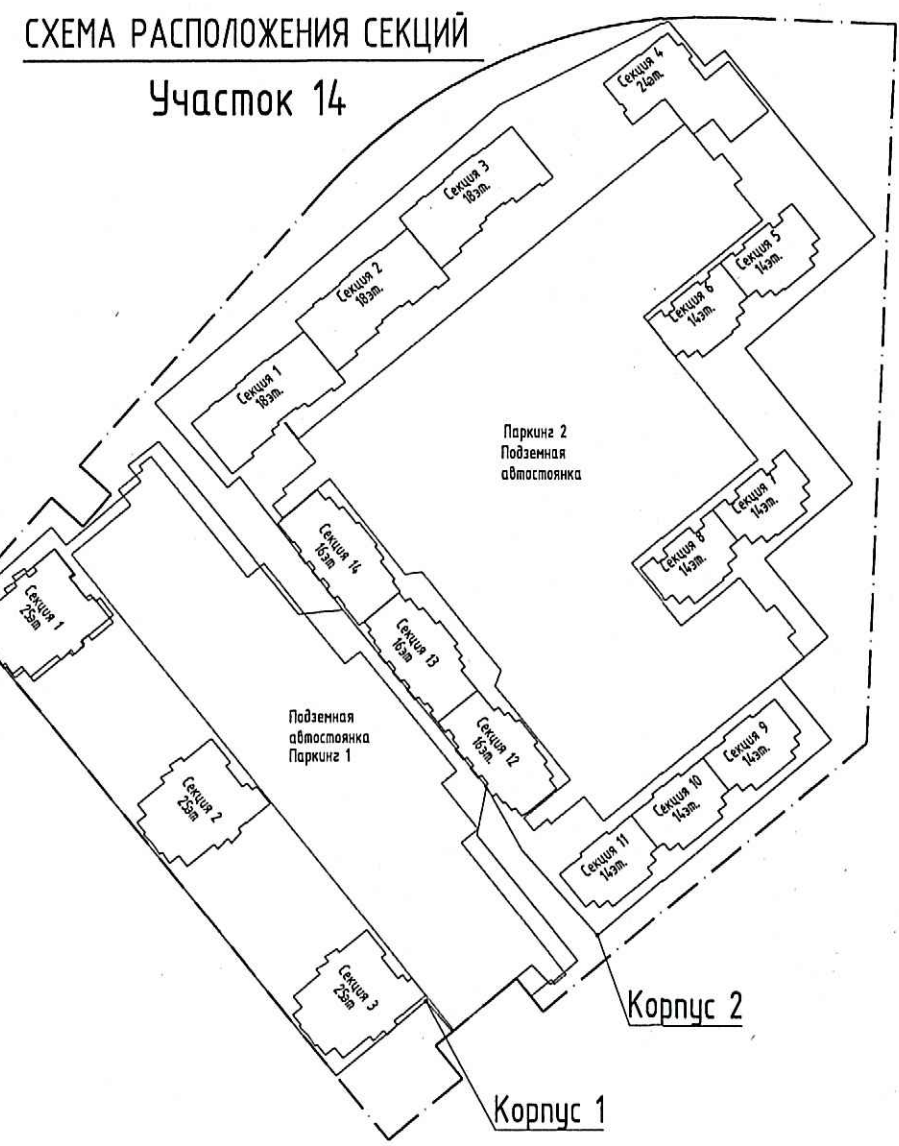 СХЕМА РАСПОЛОЖЕНИЯ СЕКЦИЙ
Участок 14
Секция 4
24эт.
Секция 3
18эт.
Секция 2
18эт.
Секция 1
18эт.
Секция 5
14эт.
Секция 6
14эт.
Паркинг 2
Подземная
автостоянка
Секция 7
14эт.
Секция 8
14эт.
Секция 14
16эт
Секция 13
16эт
Секция 12
16эт.
Секция 1
25эт
Подземная
автостоянка
Паркинг 1
Секция 2
25эт
Секция 3
25эт
Секция 9
14эт.
Секция 10
14эт.
Секция 11
14эт.
Корпус 2
Корпус 1